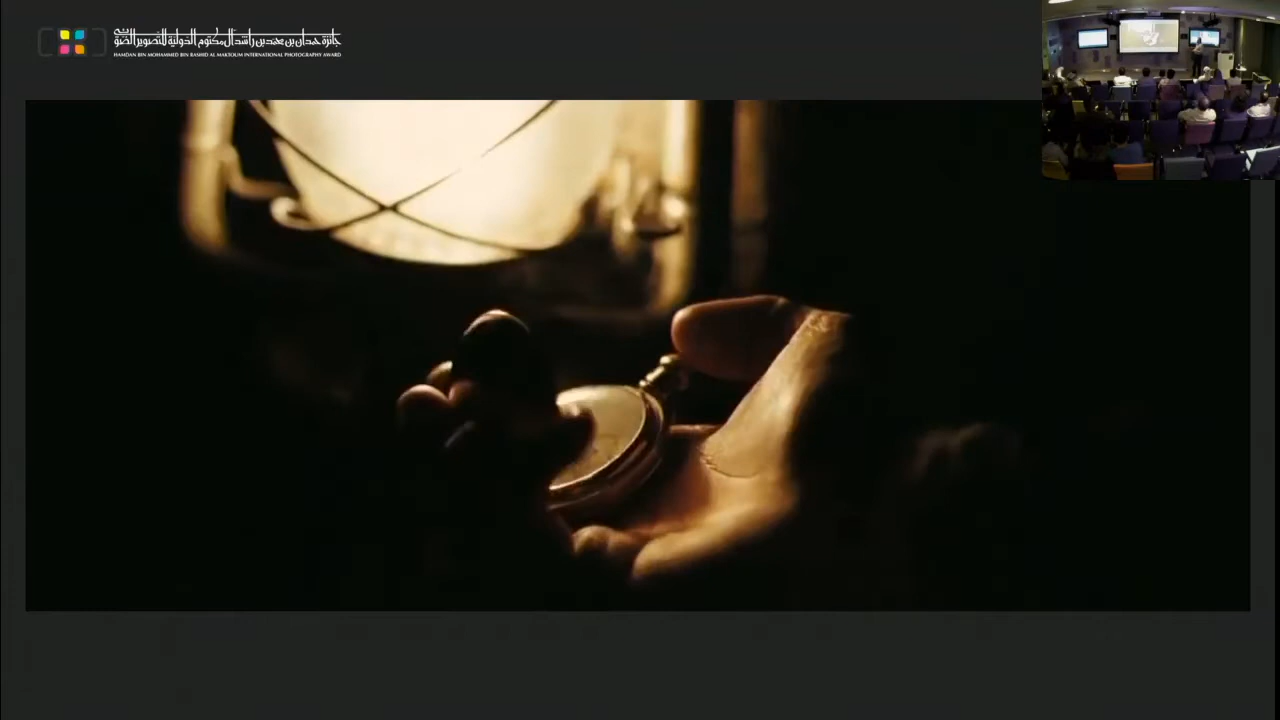 جائزة حمدان بن محمد بن راشد آل مكتوم الدولية للتصوير الضوئي
HAMDAN BIN MOHAMMED BIN RASHID AL MAKTOUM INTERNATIONAL PHOTOGRAPHY AWARD